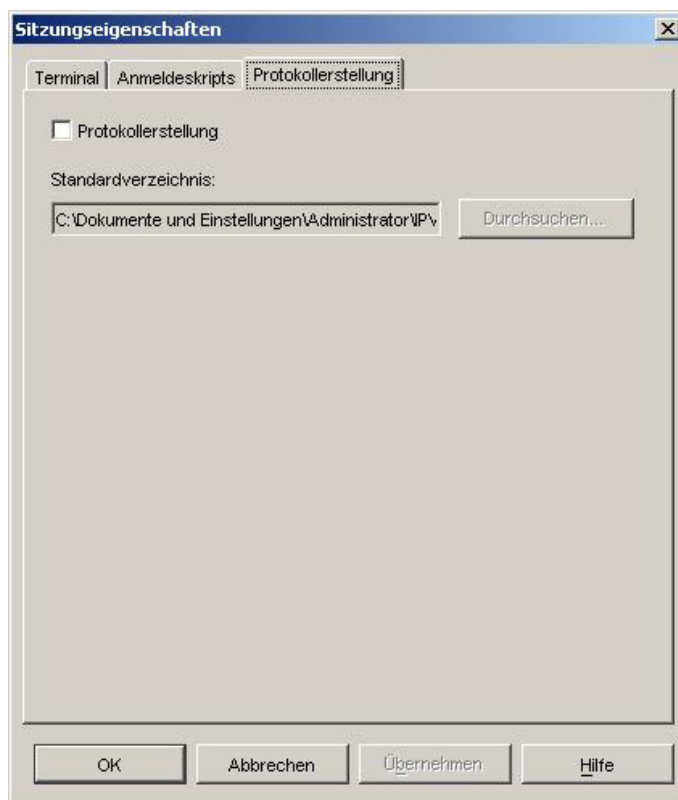 Sitzungseigenschaften
Terminal Anmeldeskripts Protokollerstellung
Protokollerstellung
Standardverzeichnis:
C:\Dokumente und Einstellungen\Administrator\IP\v Durchsuchen...
OK Abbrechen Übernehmen Hilfe